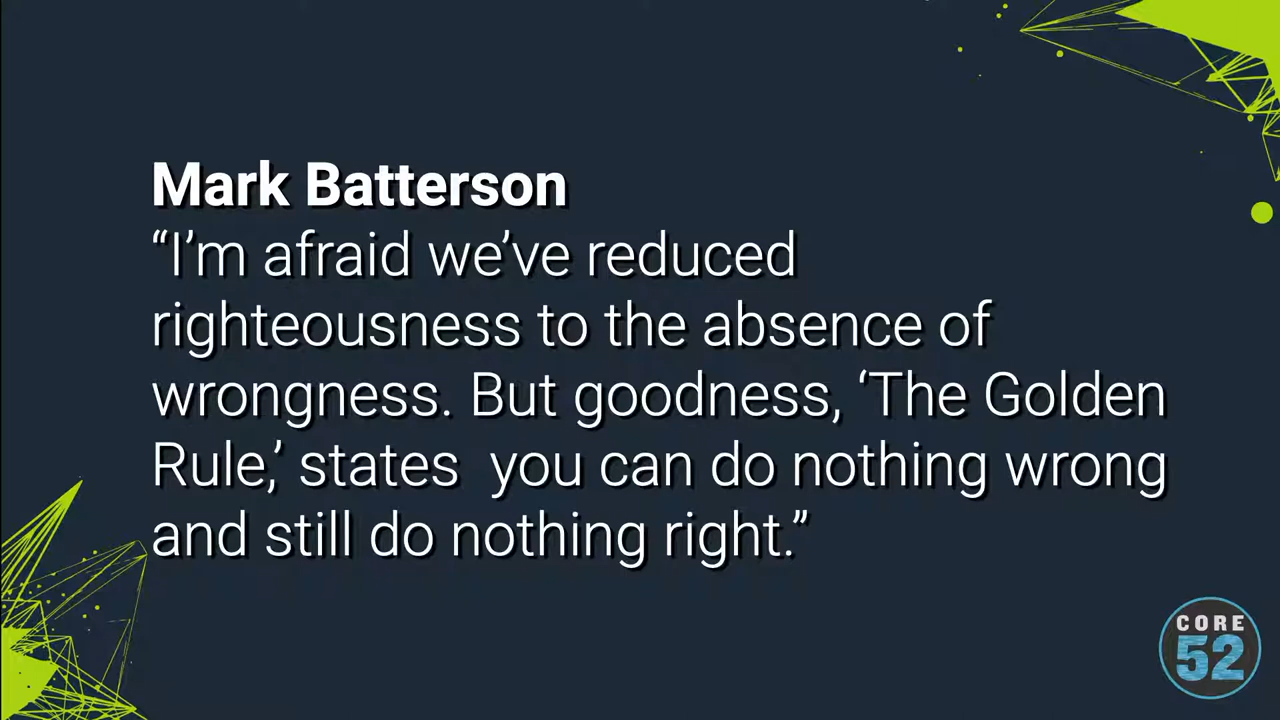 Mark Batterson
“I’m afraid we’ve reduced
righteousness to the absence of
wrongness. But goodness, ‘The Golden
Rule,’ states  you can do nothing wrong
and still do nothing right.”
CORE
52